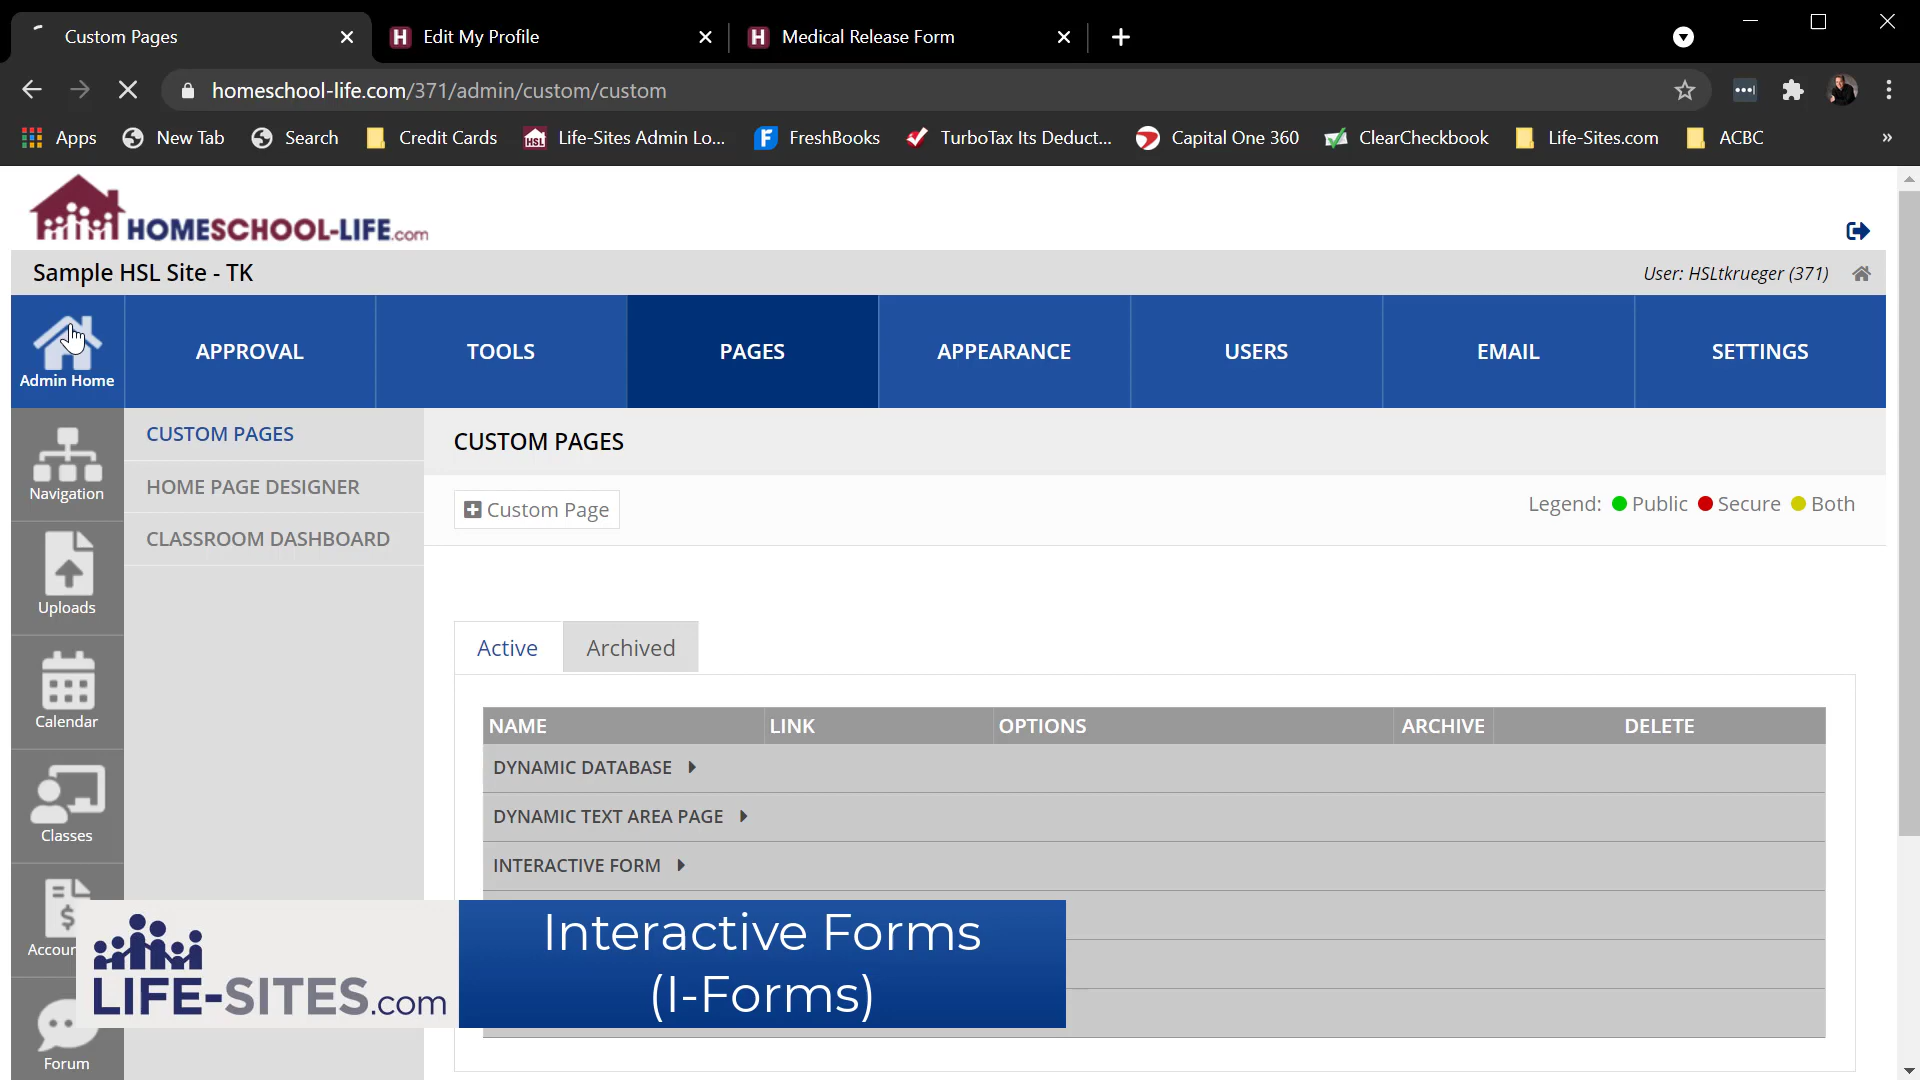 Custom Pages
Edit My Profile
Medical Release Form
homeschool-life.com/371/admin/custom/custom
Apps
New Tab
Search
Credit Cards
Life-Sites Admin Lo...
FreshBooks
TurboTax Its Deduct...
Capital One 360
ClearCheckbook
Life-Sites.com
ACBC
»
HOMESCHOOL-LIFE.com
Sample HSL Site - TK
User: HSLtkrueger (371)
Admin Home
APPROVAL
TOOLS
PAGES
APPEARANCE
USERS
EMAIL
SETTINGS
Navigation
Uploads
Calendar
Classes
Accoun
Forum
CUSTOM PAGES
HOME PAGE DESIGNER
CLASSROOM DASHBOARD
CUSTOM PAGES
Custom Page
Legend: Public Secure Both
Active
Archived
NAME LINK OPTIONS ARCHIVE DELETE
DYNAMIC DATABASE
DYNAMIC TEXT AREA PAGE
INTERACTIVE FORM
LIFE-SITES.com
Interactive Forms
(I-Forms)